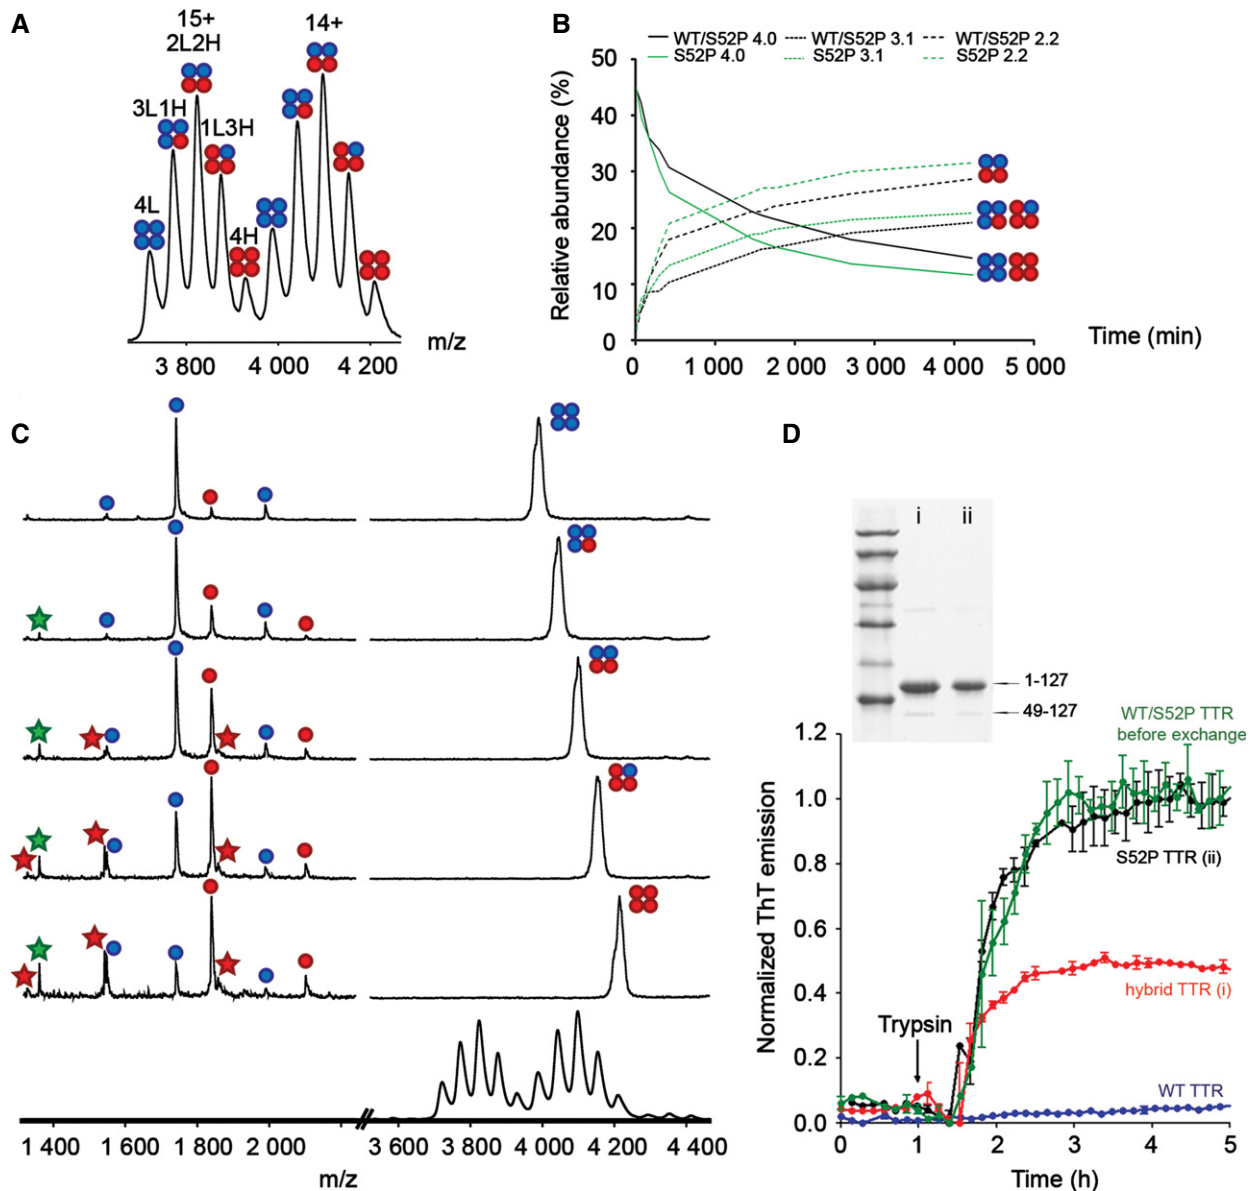 A
15+
2L2H
14+
3L1H
1L3H
4L
4H
m/z
3 800
4 000
4 200
B
WT/S52P 4.0
WT/S52P 3.1
WT/S52P 2.2
S52P 4.0
S52P 3.1
S52P 2.2
Relative abundance (%)
50
40
30
20
10
0
0
1 000
2 000
3 000
4 000
5 000
Time (min)
C
1 400
1 600
1 800
2 000
3 600
3 800
4 000
4 200
4 400
m/z
D
i
ii
1-127
49-127
WT/S52P TTR
before exchange
S52P TTR (ii)
hybrid TTR (i)
WT TTR
Trypsin
Normalized ThT emission
1.2
1.0
0.8
0.6
0.4
0.2
0.0
0
1
2
3
4
5
Time (h)